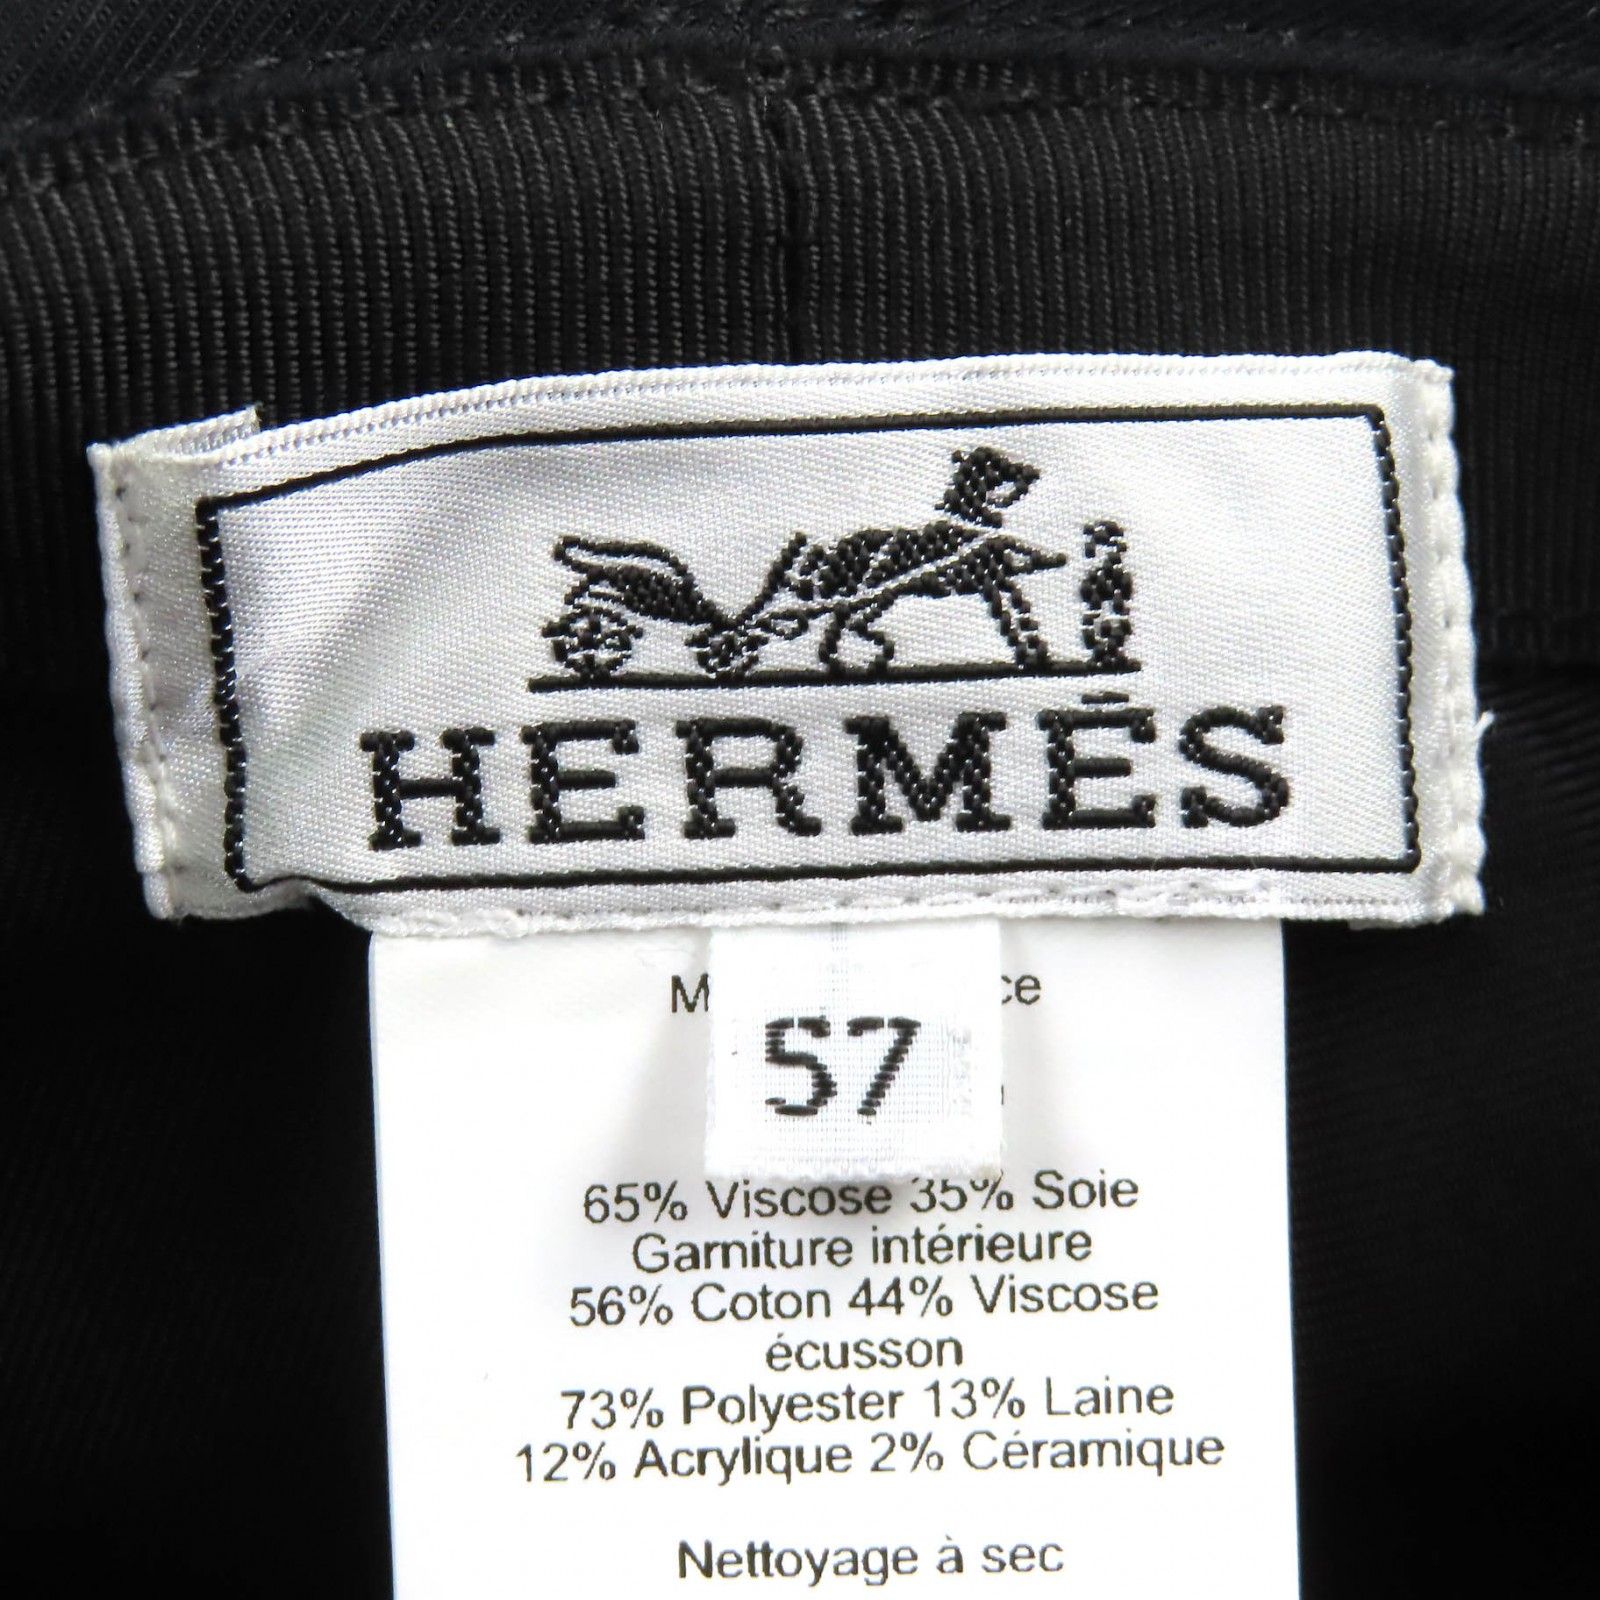 HERMÈS
57
65% Viscose 35% Soie
Garniture intérieure
56% Coton 44% Viscose
écusson
73% Polyester 13% Laine
12% Acrylique 2% Céramique
Nettoyage à sec